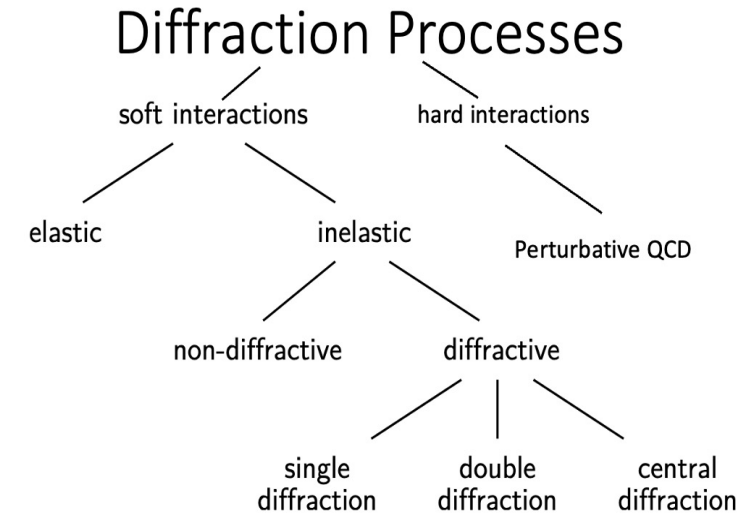 Diffraction Processes
soft interactions
hard interactions
elastic
inelastic
Perturbative QCD
non-diffractive
diffractive
single
diffraction
double
diffraction
central
diffraction